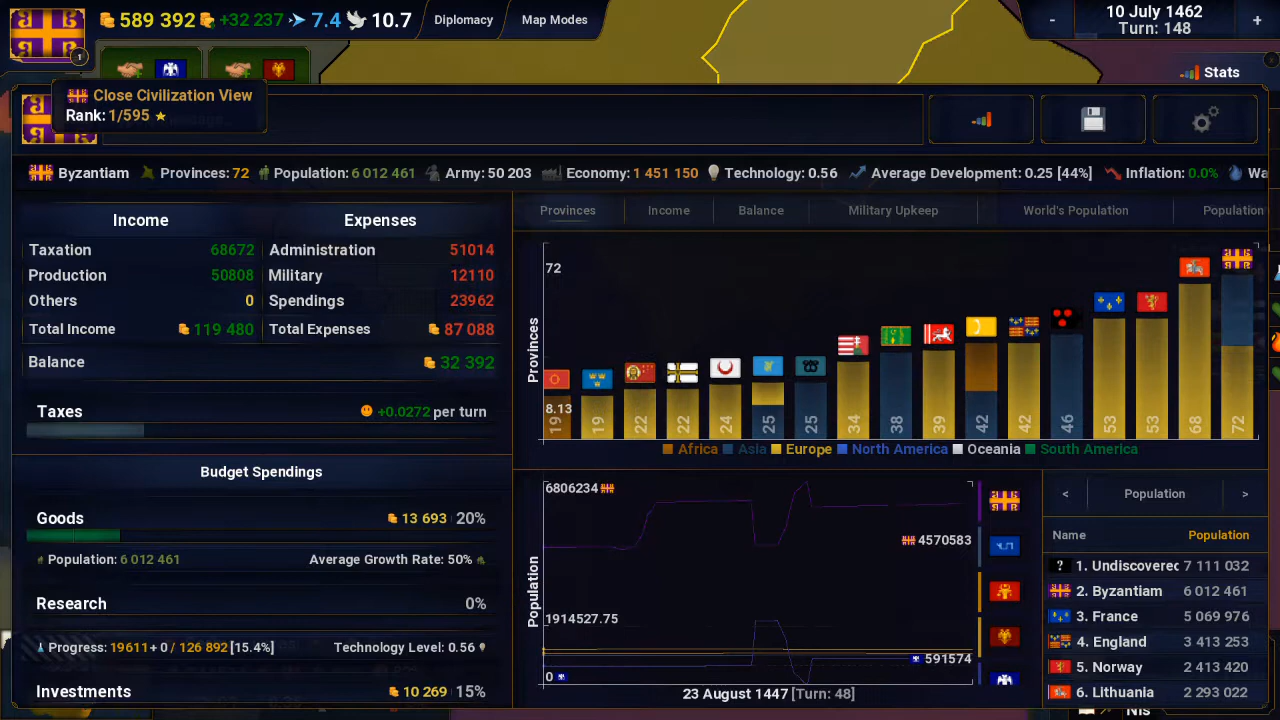 589 392 +32 237 7.4 10.7 Diplomacy Map Modes - 10 July 1462 +
Turn: 148
1
Stats
Close Civilization View
Rank: 1/595
Byzantiam Provinces: 72 Population: 6 012 461 Army: 50 203 Economy: 1 451 150 Technology: 0.56 Average Development: 0.25 [44%] Inflation: 0.0% Wa
Income Expenses
Taxation 68672 Administration 51014
Production 50808 Military 12110
Others 0 Spendings 23962
Total Income 119 480 Total Expenses 87 088
Balance 32 392
Taxes +0.0272 per turn
Budget Spendings
Goods 13 693 20%
Population: 6 012 461 Average Growth Rate: 50%
Research 0%
Progress: 19611+ 0 / 126 892 [15.4%] Technology Level: 0.56
Investments 10 269 15%
Provinces Income Balance Military Upkeep World's Population Population
72
Provinces
8.13
19 19 22 22 24 25 25 34 38 39 42 42 46 53 53 68 72
Africa Asia Europe North America Oceania South America
6806234
4570583
Population
1914527.75
591574
0
23 August 1447 [Turn: 48]
< Population >
Name Population
? 1. Undiscovered 7 111 032
2. Byzantiam 6 012 461
3. France 5 069 976
4. England 3 413 253
5. Norway 2 413 420
6. Lithuania 2 293 022
Nis